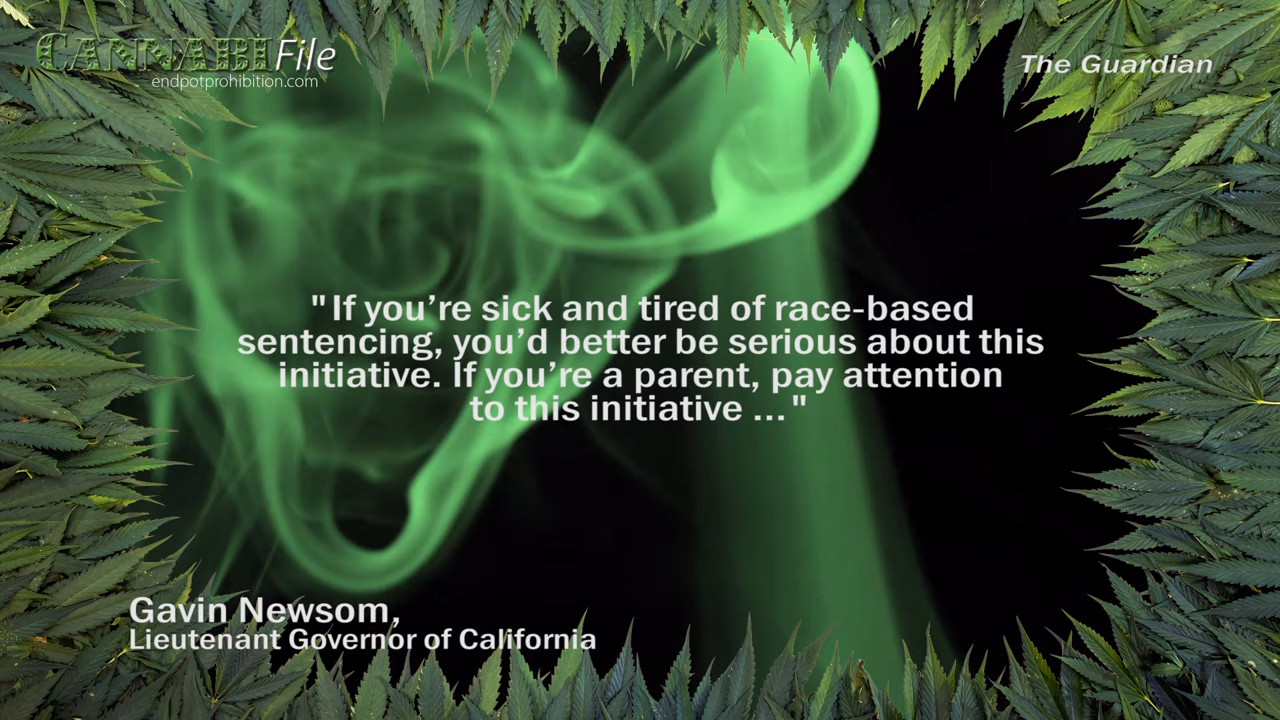 CANNABIFile
endpotprohibition.com
The Guardian
"If you’re sick and tired of race-based
sentencing, you’d better be serious about this
initiative. If you’re a parent, pay attention
to this initiative ..."
Gavin Newsom,
Lieutenant Governor of California